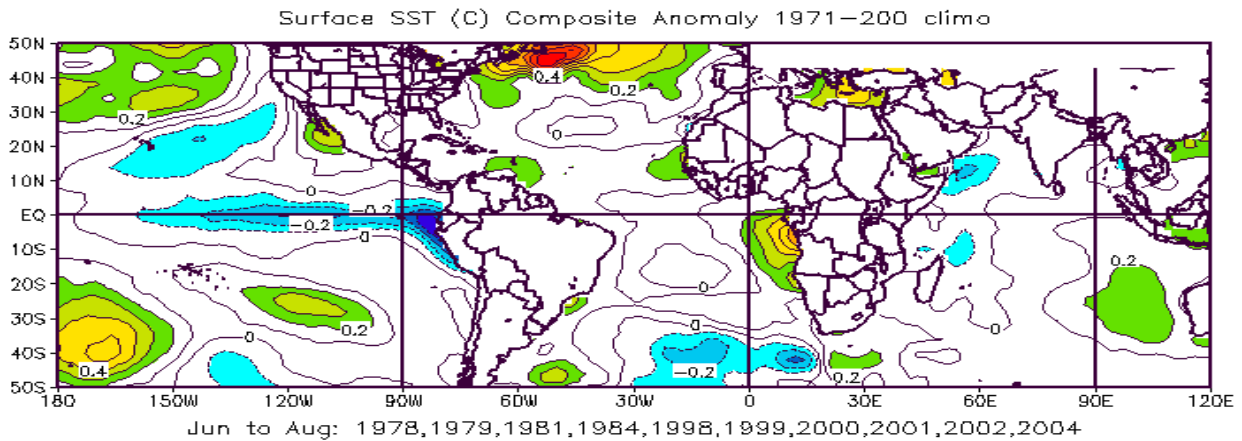 Surface SST (C) Composite Anomaly 1971-200 climo
50N
40N
30N
20N
10N
EQ
10S
20S
30S
40S
50S
0.4
0.2
0
0.2
0
0
-0.2
-0.2
0
0
0.2
0.2
0
0
0
0.2
0.4
-0.2
0.2
180 150W 120W 90W 60W 30W 0 30E 60E 90E 120E
Jun to Aug: 1978,1979,1981,1984,1998,1999,2000,2001,2002,2004